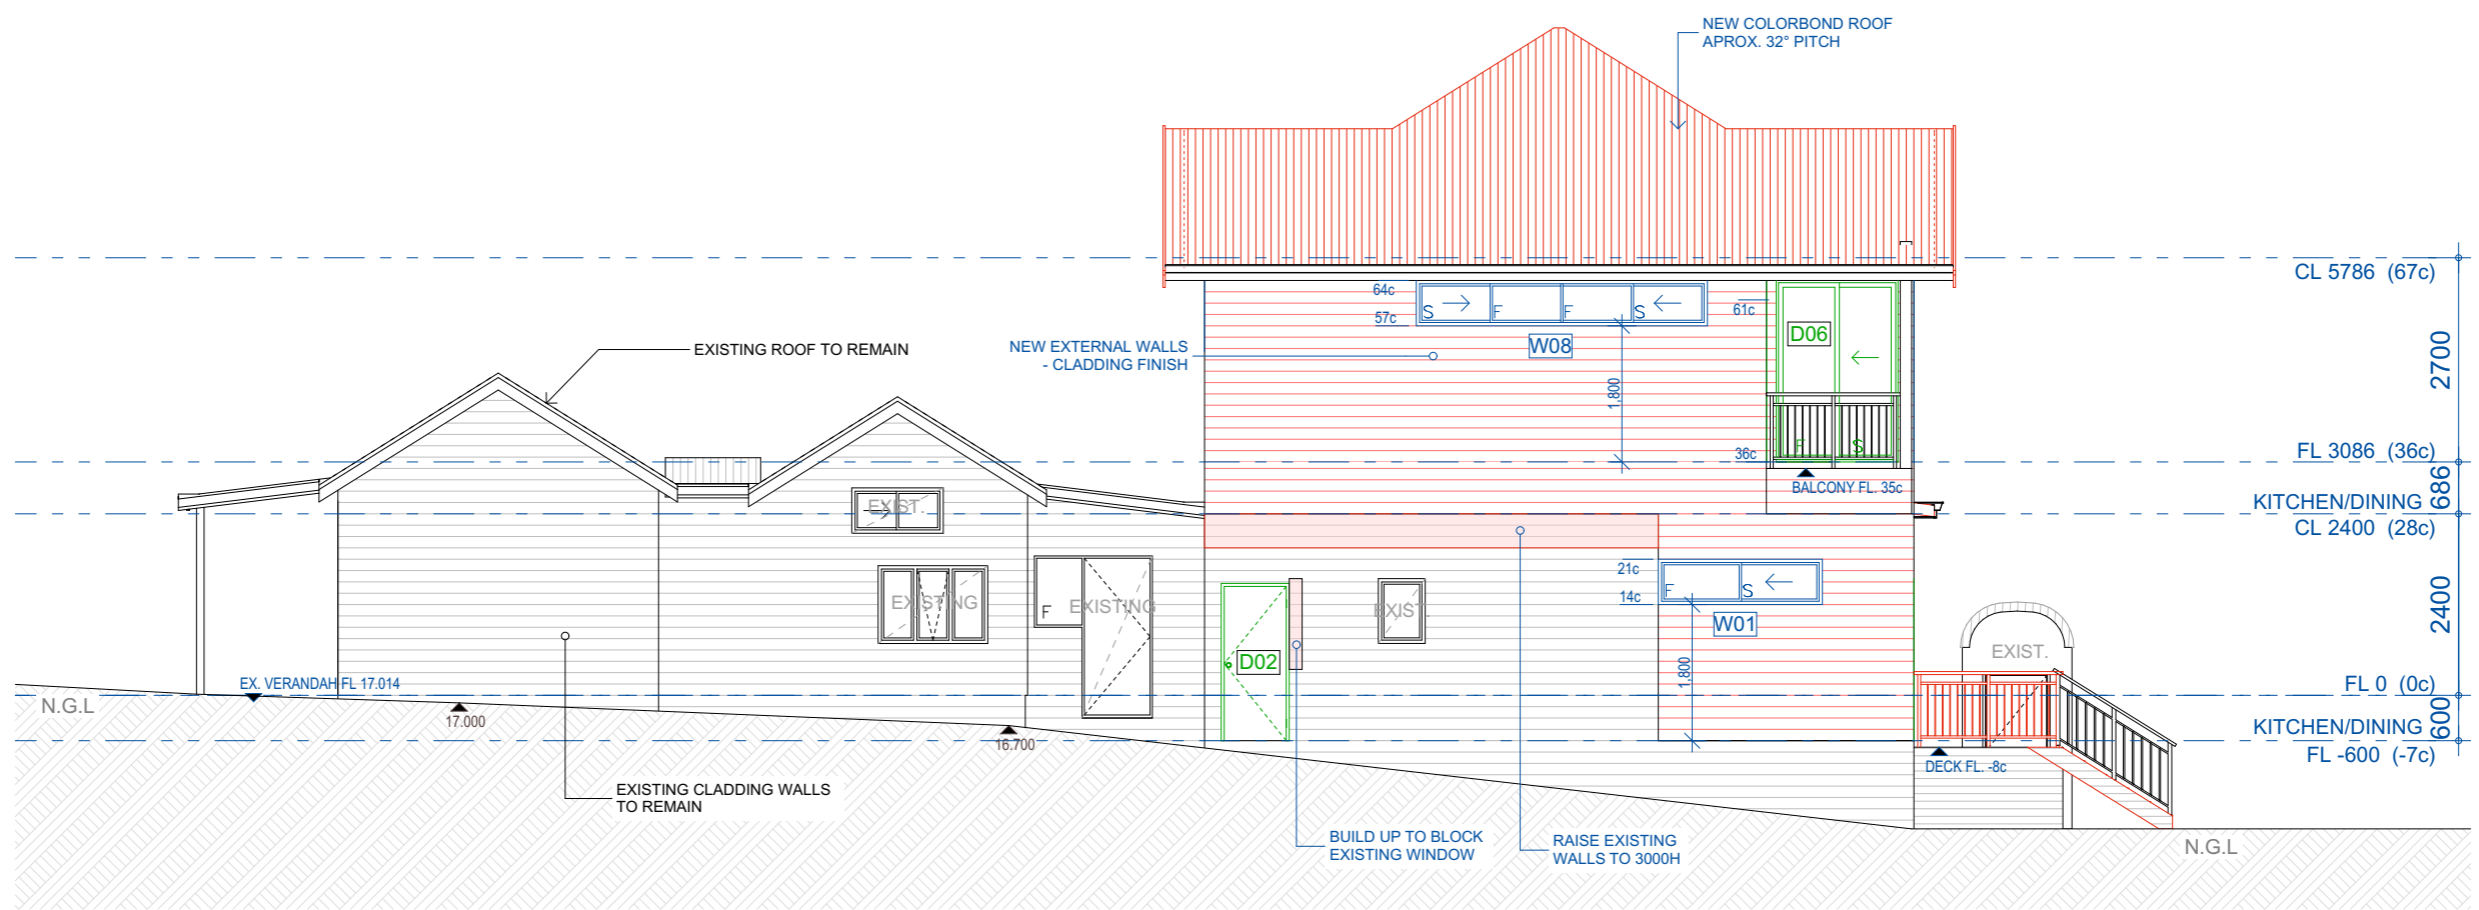 NEW COLORBOND ROOF
APROX. 32° PITCH
CL 5786 (67c)
64c
57c
61c
S
F
F
S
D06
W08
NEW EXTERNAL WALLS
- CLADDING FINISH
EXISTING ROOF TO REMAIN
2700
1,800
F
S
36c
FL 3086 (36c)
BALCONY FL. 35c
686
KITCHEN/DINING
CL 2400 (28c)
EXIST.
21c
14c
F
S
W01
EXISTING
F
EXISTING
EXIST.
2400
D02
EXIST.
1,800
EX. VERANDAH FL 17.014
N.G.L
17.000
16.700
FL 0 (0c)
600
KITCHEN/DINING
FL -600 (-7c)
DECK FL. -8c
EXISTING CLADDING WALLS
TO REMAIN
BUILD UP TO BLOCK
EXISTING WINDOW
RAISE EXISTING
WALLS TO 3000H
N.G.L